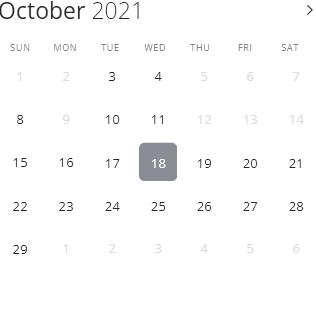 October 2021
SUN MON TUE WED THU FRI SAT
1 2 3 4 5 6 7
8 9 10 11 12 13 14
15 16 17 18 19 20 21
22 23 24 25 26 27 28
29 1 2 3 4 5 6